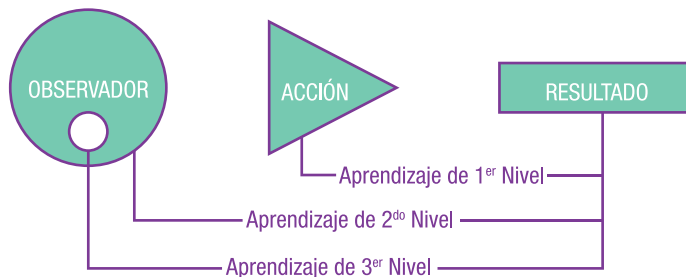 OBSERVADOR
ACCIÓN
RESULTADO
Aprendizaje de 1er Nivel
Aprendizaje de 2do Nivel
Aprendizaje de 3er Nivel